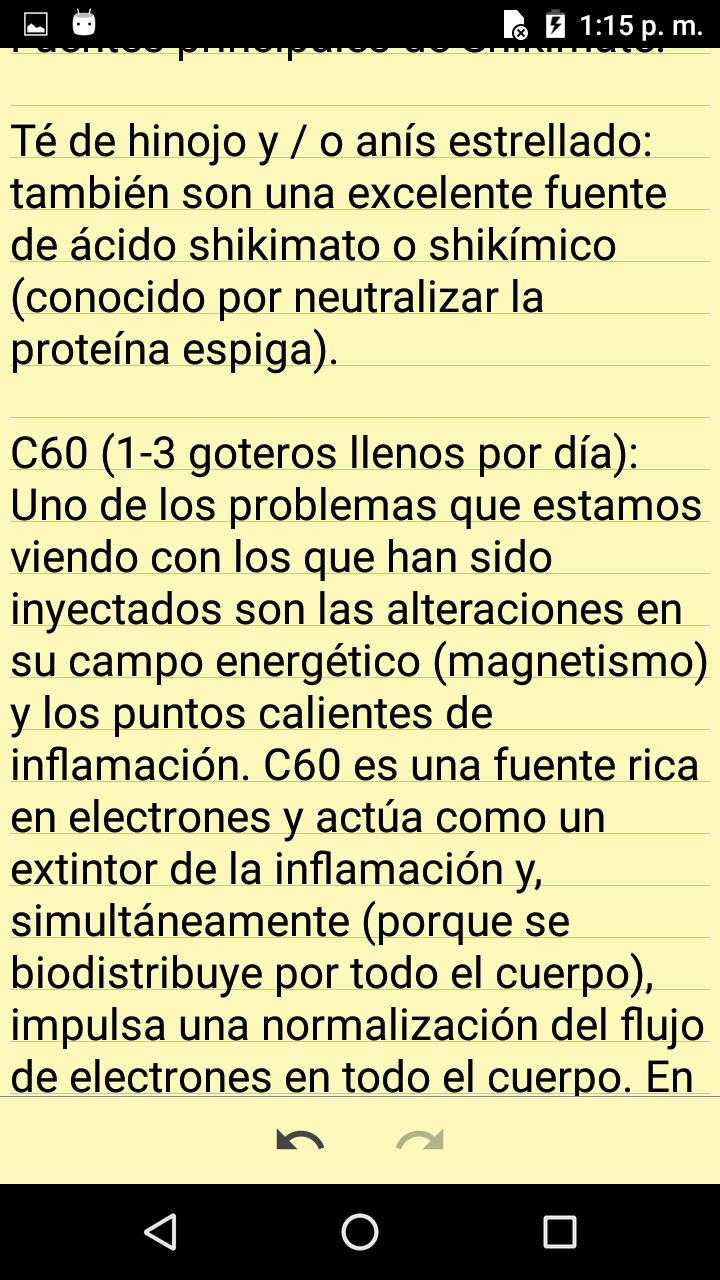 1:15 p. m.
Fuentes principales de Shikimato:
Té de hinojo y / o anís estrellado:
también son una excelente fuente
de ácido shikimato o shikímico
(conocido por neutralizar la
proteína espiga).
C60 (1-3 goteros llenos por día):
Uno de los problemas que estamos
viendo con los que han sido
inyectados son las alteraciones en
su campo energético (magnetismo)
y los puntos calientes de
inflamación. C60 es una fuente rica
en electrones y actúa como un
extintor de la inflamación y,
simultáneamente (porque se
biodistribuye por todo el cuerpo),
impulsa una normalización del flujo
de electrones en todo el cuerpo. En